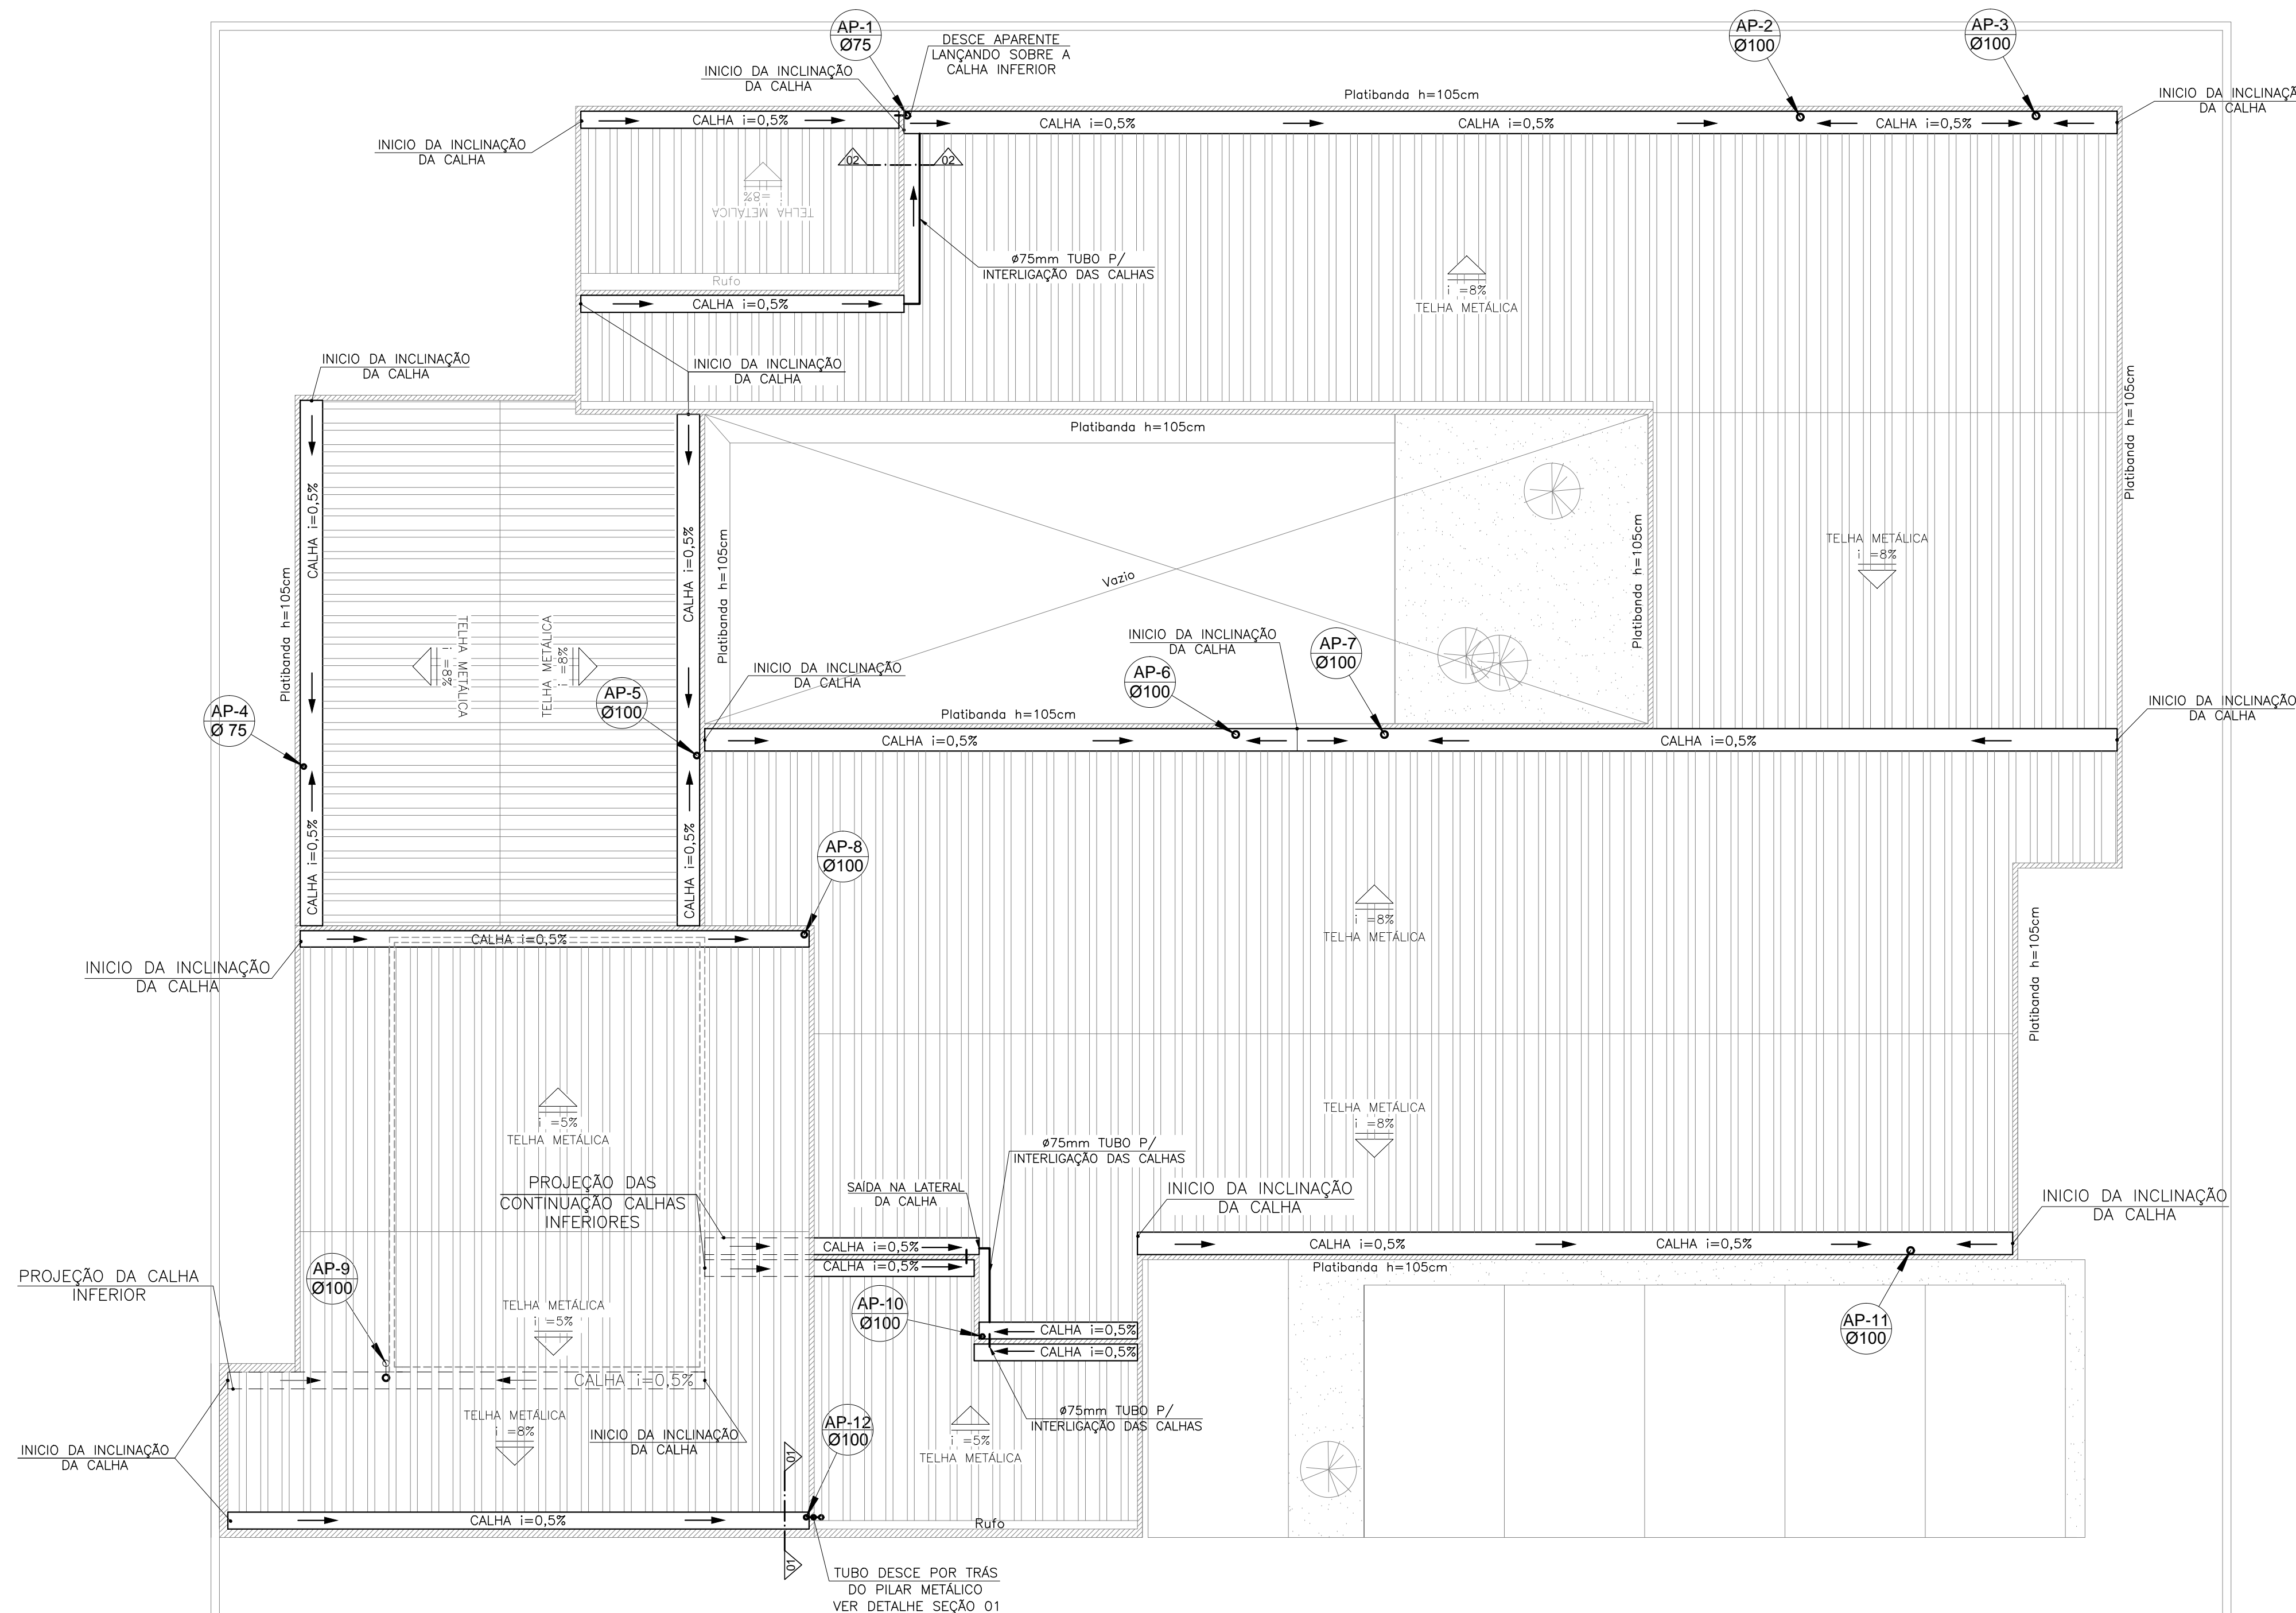 AP-1
Ø75
DESCE APARENTE
LANÇANDO SOBRE A
CALHA INFERIOR
AP-2
Ø100
AP-3
Ø100
INICIO DA INCLINAÇÃO
DA CALHA
Platibanda h=105cm
INICIO DA INCLINAÇÃ
DA CALHA
CALHA i=0,5%
CALHA i=0,5%
CALHA i=0,5%
CALHA i=0,5%
INICIO DA INCLINAÇÃO
DA CALHA
02
02
i =8%
TELHA METÁLICA
Ø75mm TUBO P/
INTERLIGAÇÃO DAS CALHAS
Rufo
i =8%
TELHA METÁLICA
CALHA i=0,5%
INICIO DA INCLINAÇÃO
DA CALHA
INICIO DA INCLINAÇÃO
DA CALHA
Platibanda h=105cm
Platibanda h=105cm
CALHA i=0,5%
CALHA i=0,5%
Platibanda h=105cm
Platibanda h=105cm
Platibanda h=105cm
Vazio
TELHA METÁLICA
i =8%
TELHA METÁLICA
i =8%
TELHA METÁLICA
i =8%
AP-4
Ø 75
AP-5
Ø100
INICIO DA INCLINAÇÃO
DA CALHA
INICIO DA INCLINAÇÃO
DA CALHA
AP-6
Ø100
AP-7
Ø100
INICIO DA INCLINAÇÃO
DA CALHA
Platibanda h=105cm
CALHA i=0,5%
CALHA i=0,5%
CALHA i=0,5%
CALHA i=0,5%
AP-8
Ø100
i =8%
TELHA METÁLICA
Platibanda h=105cm
CALHA i=0,5%
INICIO DA INCLINAÇÃO
DA CALHA
i =5%
TELHA METÁLICA
TELHA METÁLICA
i =8%
Ø75mm TUBO P/
INTERLIGAÇÃO DAS CALHAS
PROJEÇÃO DAS
CONTINUAÇÃO CALHAS
INFERIORES
SAÍDA NA LATERAL
DA CALHA
INICIO DA INCLINAÇÃO
DA CALHA
INICIO DA INCLINAÇÃO
DA CALHA
CALHA i=0,5%
CALHA i=0,5%
CALHA i=0,5%
CALHA i=0,5%
Platibanda h=105cm
PROJEÇÃO DA CALHA
INFERIOR
AP-9
Ø100
TELHA METÁLICA
i =5%
AP-10
Ø100
CALHA i=0,5%
CALHA i=0,5%
AP-11
Ø100
CALHA i=0,5%
TELHA METÁLICA
i =8%
INICIO DA INCLINAÇÃO
DA CALHA
AP-12
Ø100
Ø75mm TUBO P/
INTERLIGAÇÃO DAS CALHAS
i =5%
TELHA METÁLICA
INICIO DA INCLINAÇÃO
DA CALHA
01
CALHA i=0,5%
Rufo
01
TUBO DESCE POR TRÁS
DO PILAR METÁLICO
VER DETALHE SEÇÃO 01